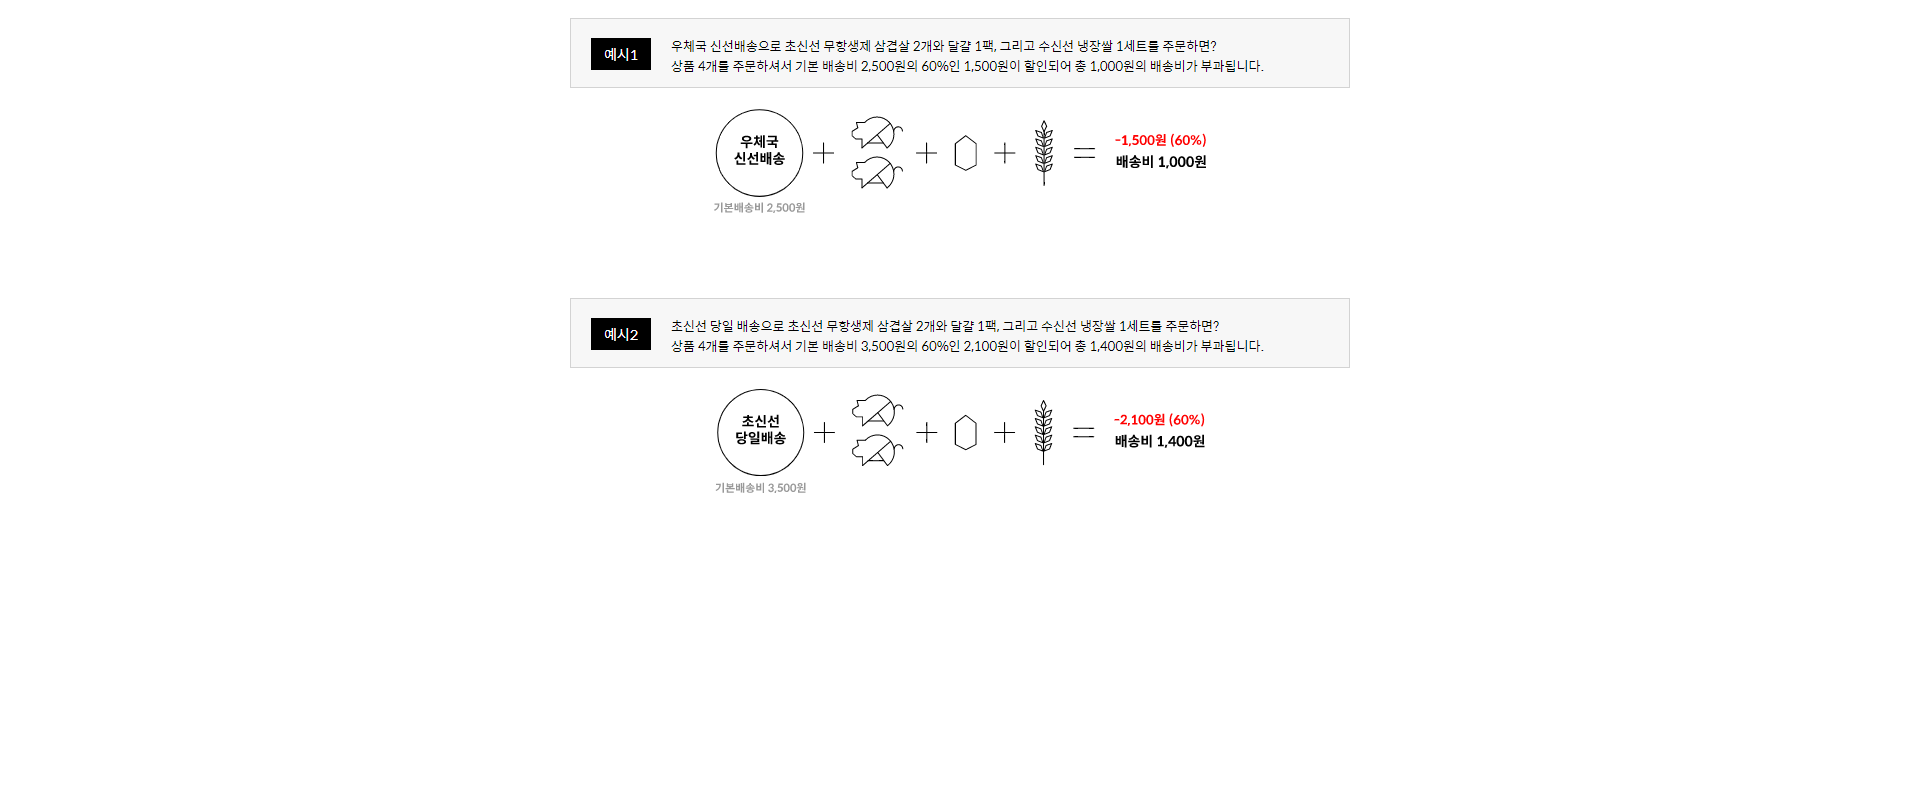 예시1
우체국 신선배송으로 초신선 무항생제 삼겹살 2개와 달걀 1팩, 그리고 수신선 냉장쌀 1세트를 주문하면?
상품 4개를 주문하셔서 기본 배송비 2,500원의 60%인 1,500원이 할인되어 총 1,000원의 배송비가 부과됩니다.
우체국
신선배송
기본배송비 2,500원
-1,500원 (60%)
배송비 1,000원
예시2
초신선 당일 배송으로 초신선 무항생제 삼겹살 2개와 달걀 1팩, 그리고 수신선 냉장쌀 1세트를 주문하면?
상품 4개를 주문하셔서 기본 배송비 3,500원의 60%인 2,100원이 할인되어 총 1,400원의 배송비가 부과됩니다.
초신선
당일배송
기본배송비 3,500원
-2,100원 (60%)
배송비 1,400원